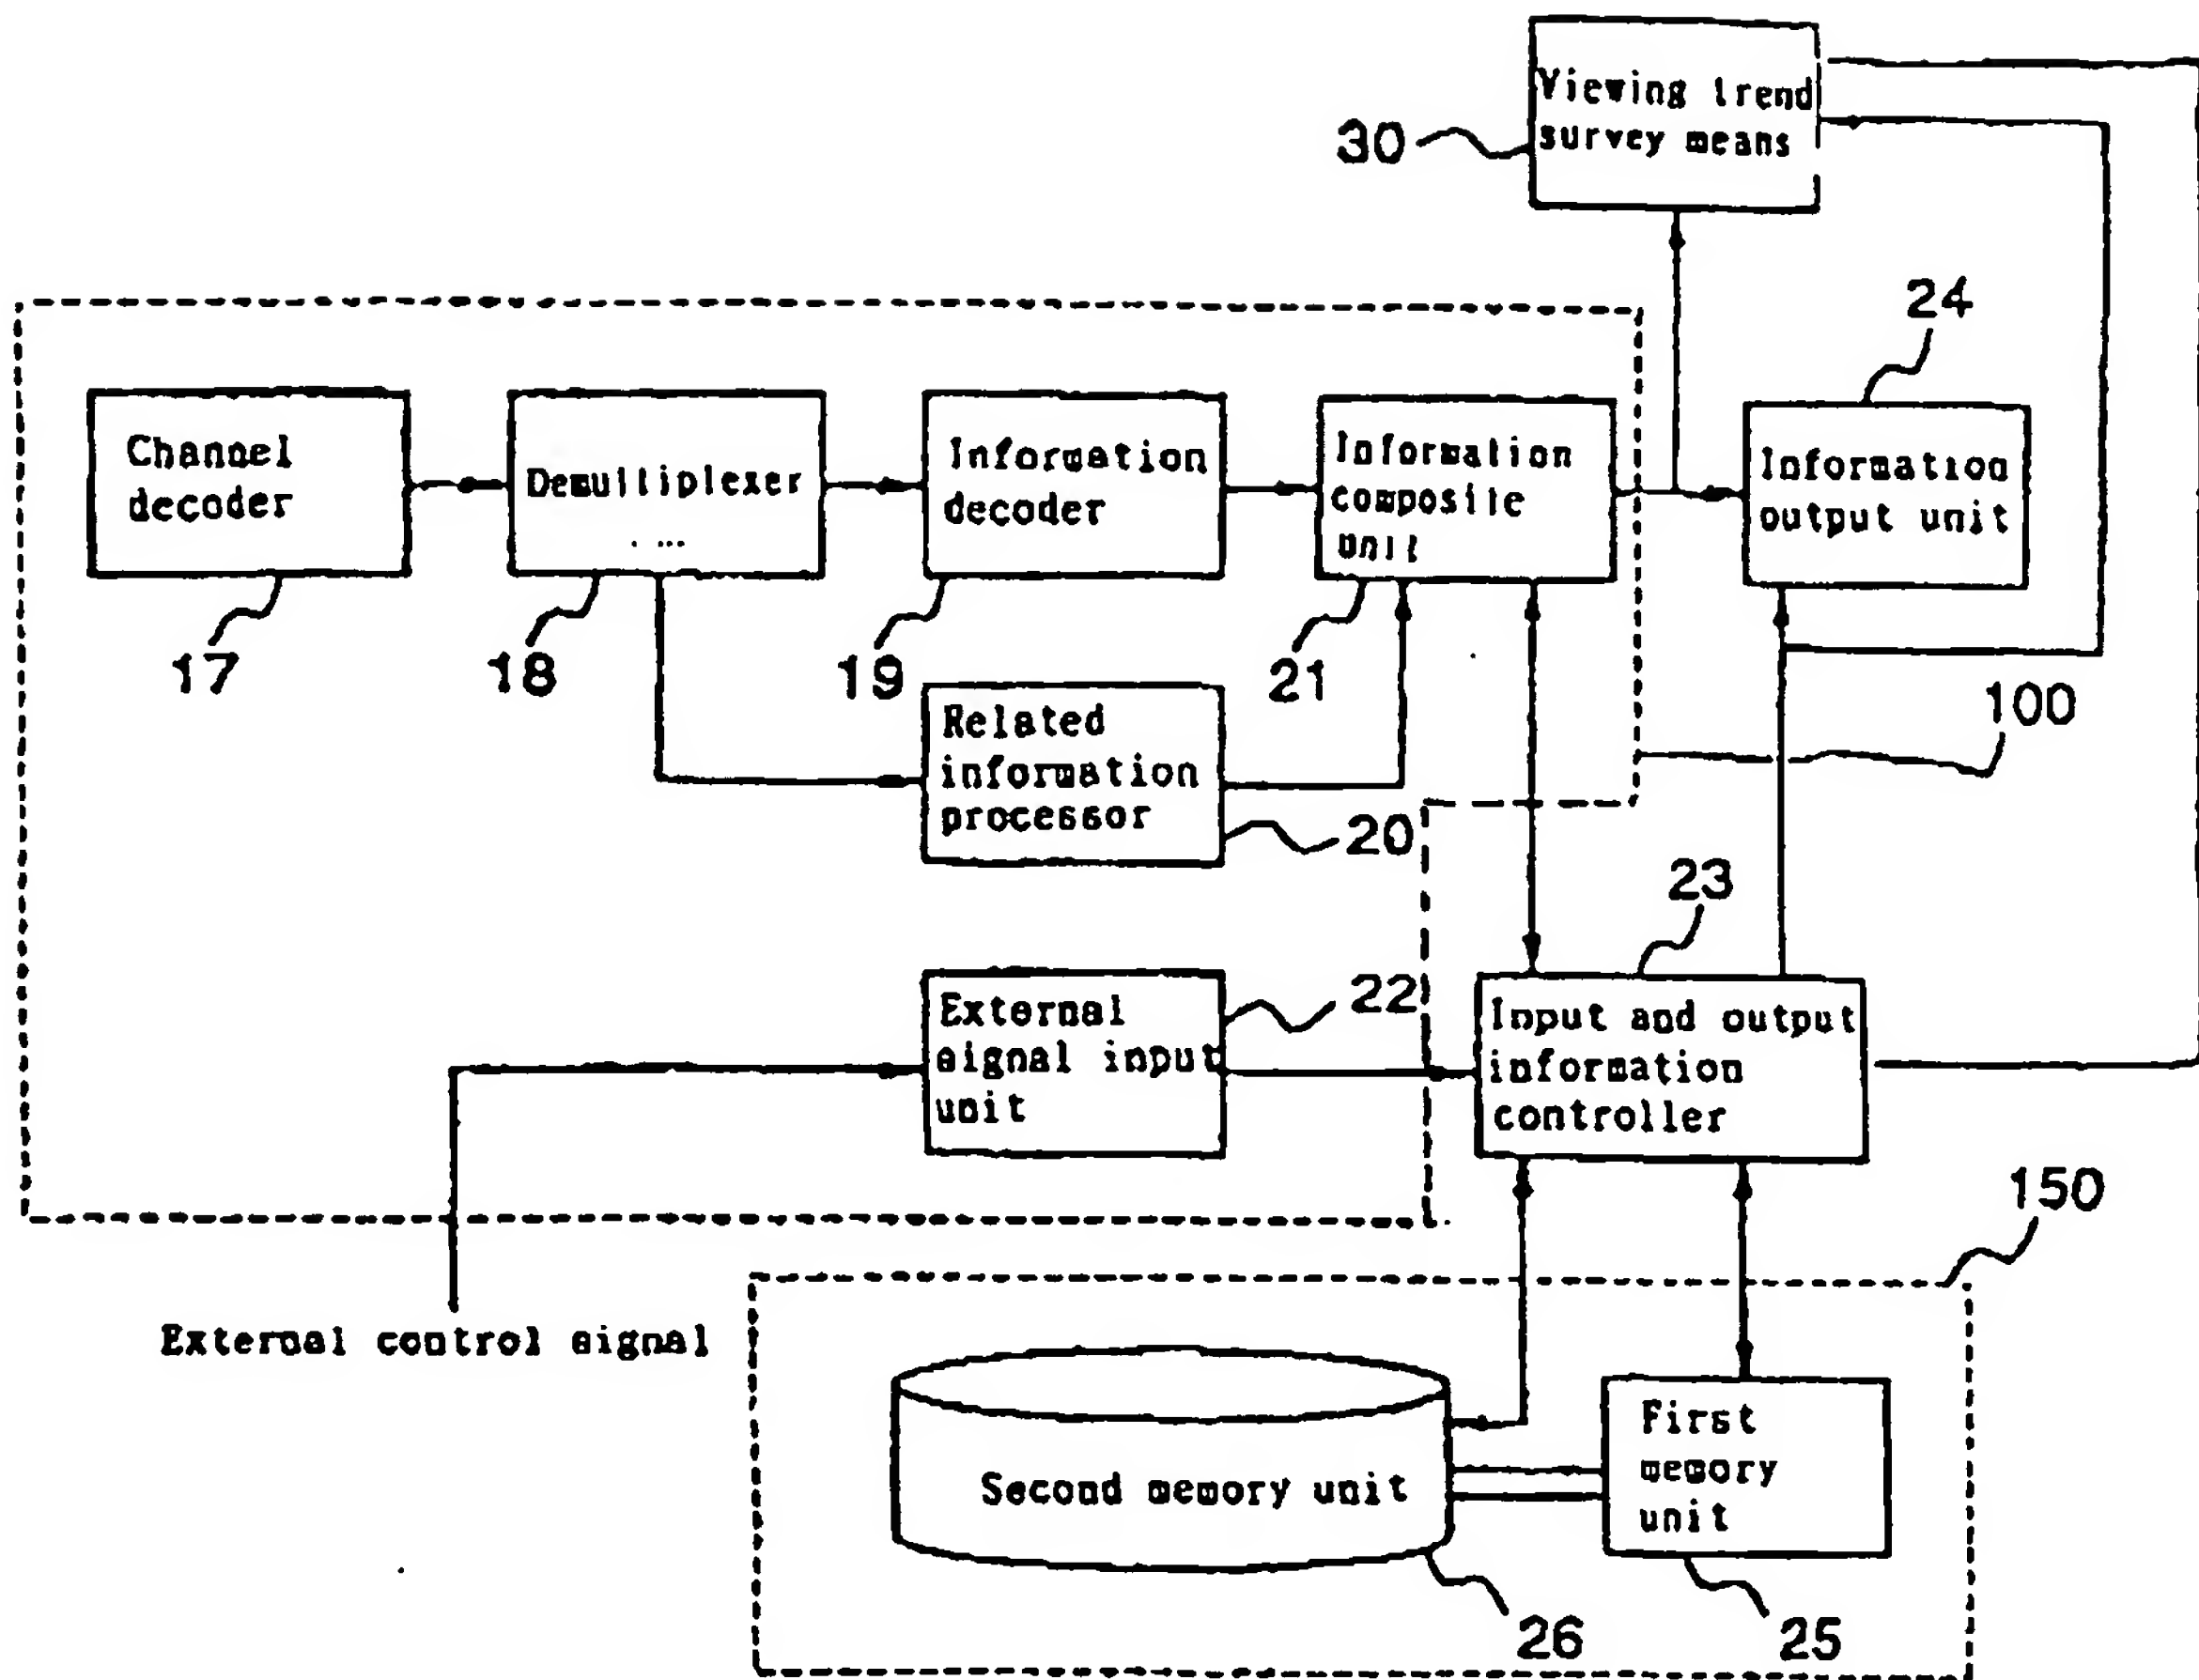 Viewing trend
survey means
30
24
Channel
decoder
Demultiplexer
Information
decoder
Information
composite
unit
Information
output unit
17
18
19
21
100
Related
information
processor
20
23
External
signal input
unit
22
Input and output
information
controller
150
External control signal
Second memory unit
First
memory
unit
26
25